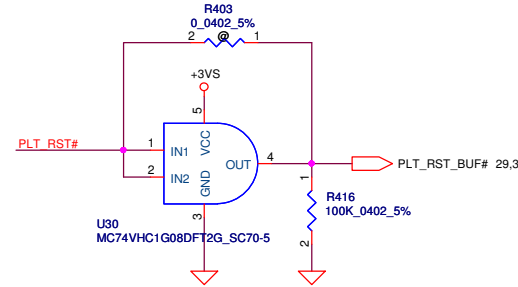 R403
0_0402_5%
2
@
1
+3VS
5
PLT_RST#
1
IN1
VCC
2
IN2
OUT
4
GND
3
PLT_RST_BUF# 29,3
1
R416
100K_0402_5%
2
U30
MC74VHC1G08DFT2G_SC70-5